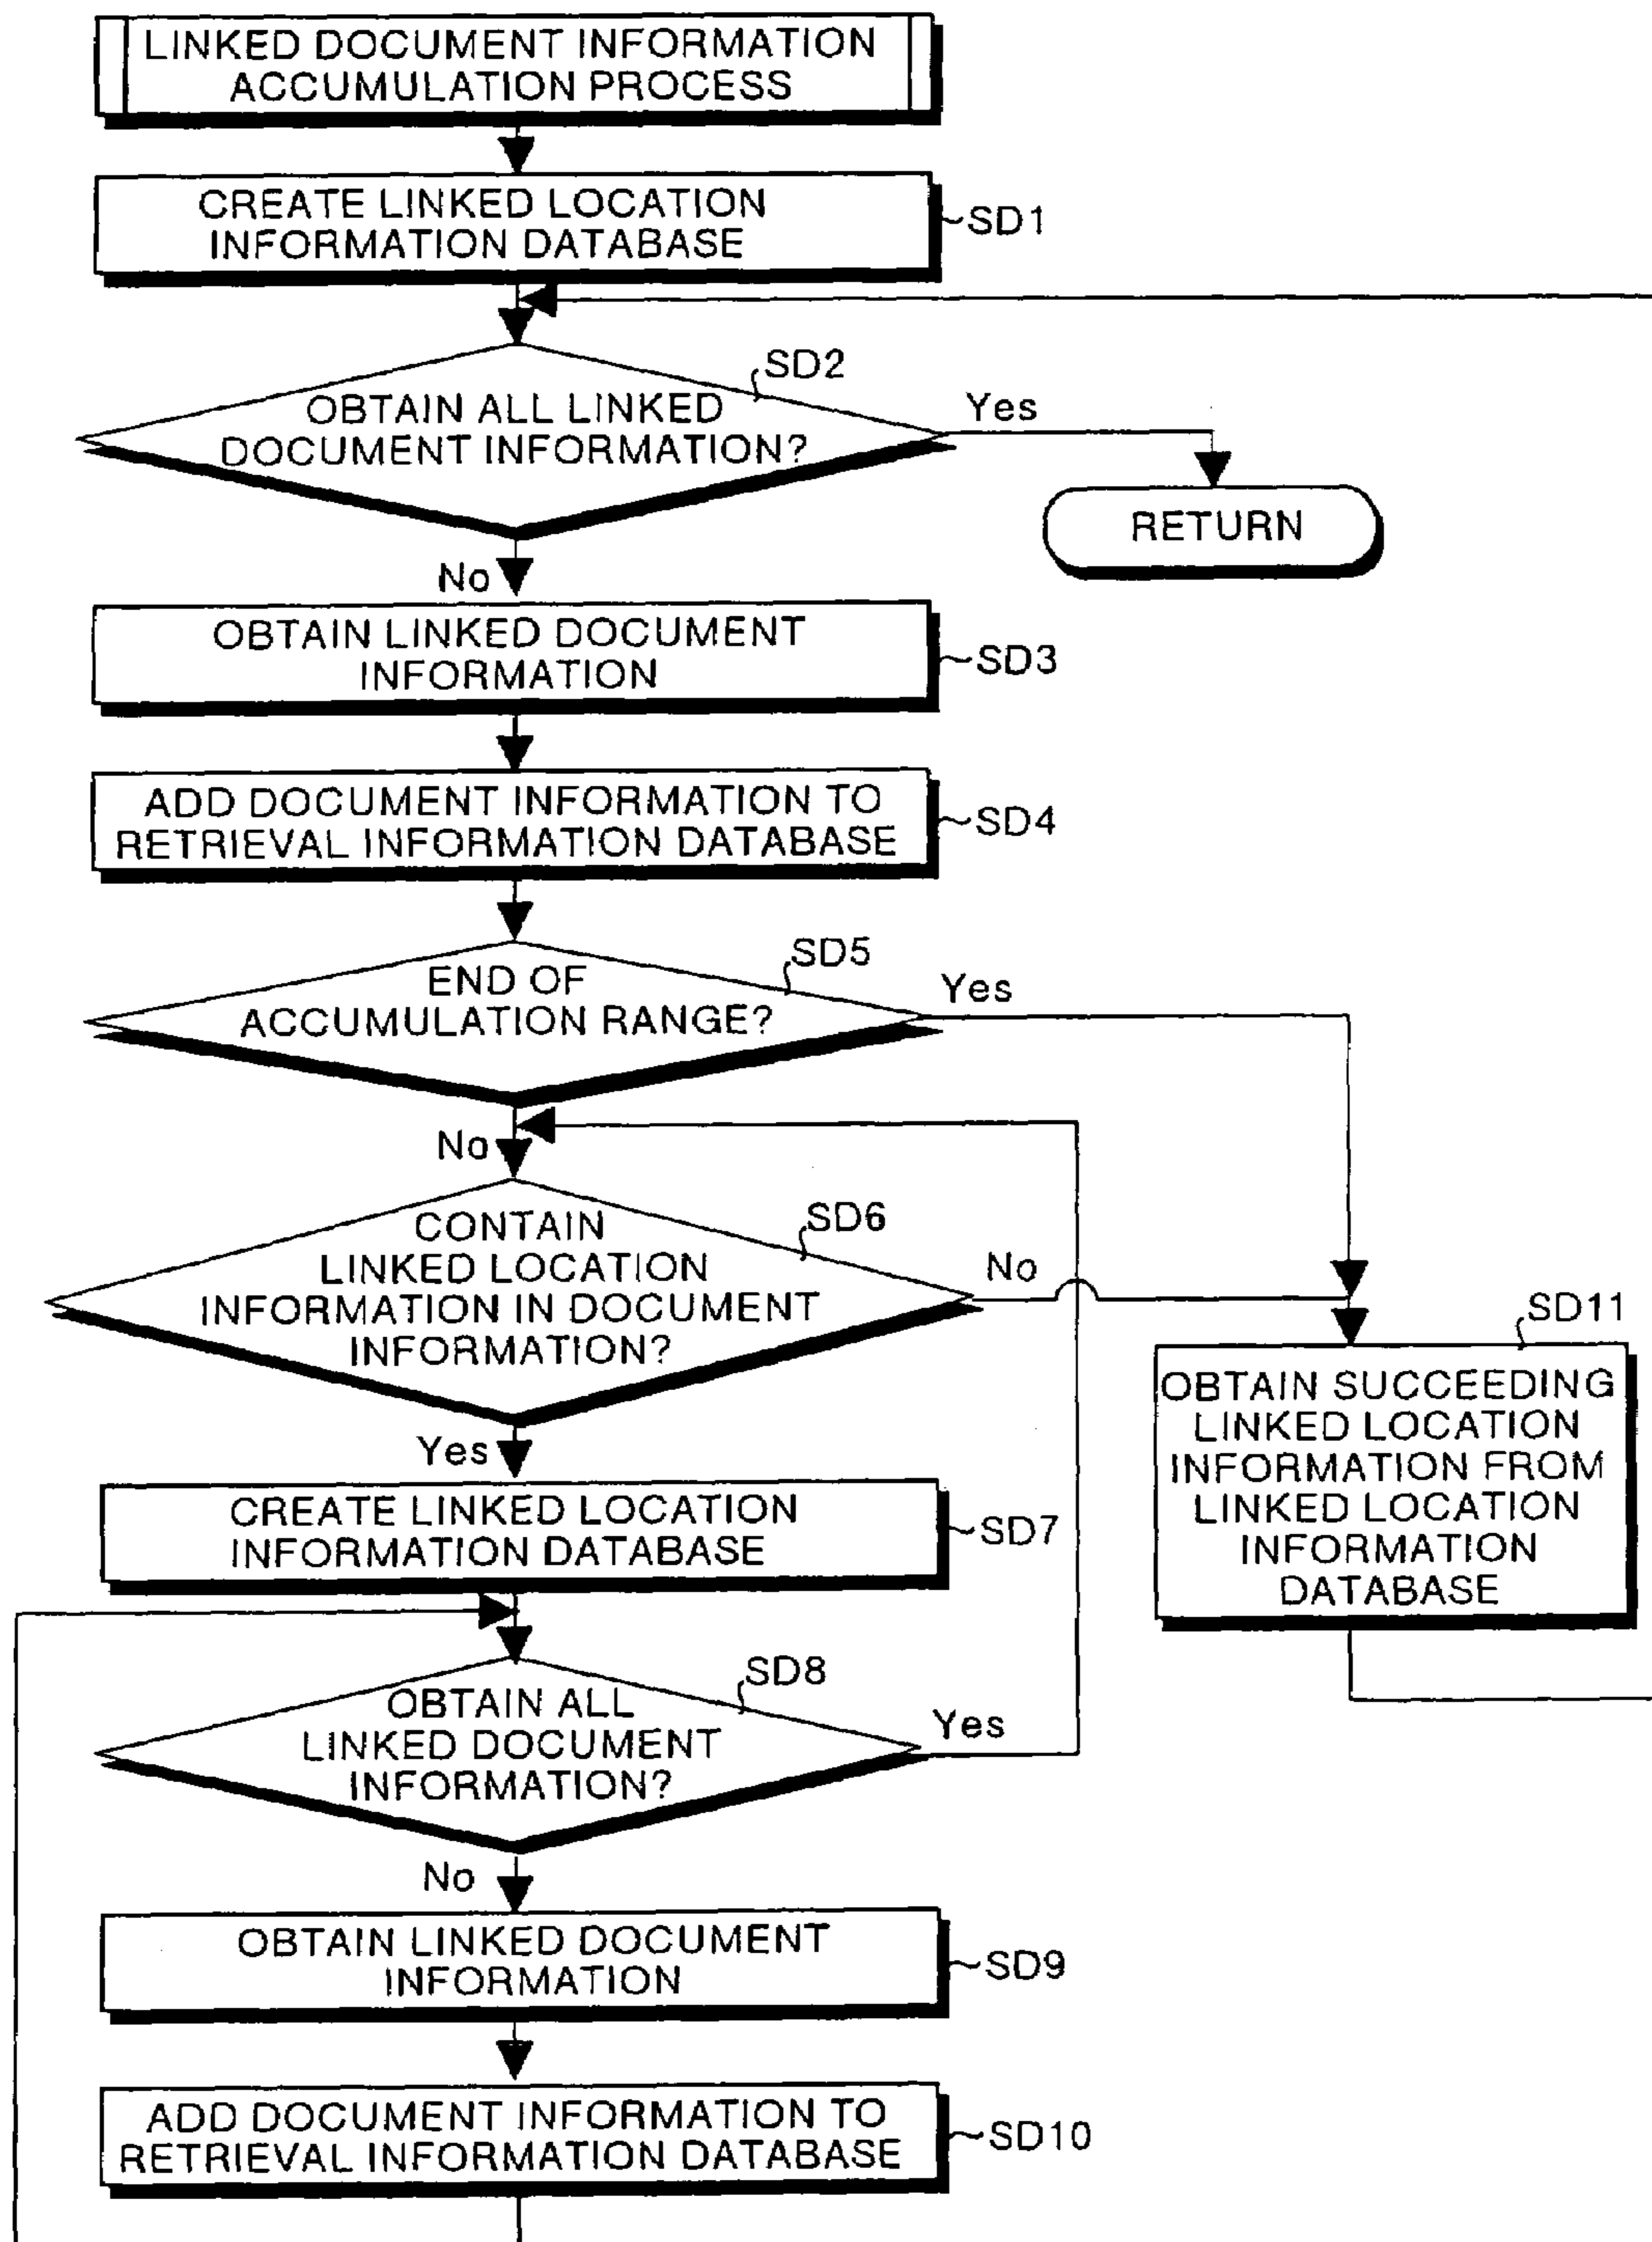 LINKED DOCUMENT INFORMATION
ACCUMULATION PROCESS
CREATE LINKED LOCATION
INFORMATION DATABASE
SD1
OBTAIN ALL LINKED
DOCUMENT INFORMATION?
SD2
Yes
RETURN
No
OBTAIN LINKED DOCUMENT
INFORMATION
SD3
ADD DOCUMENT INFORMATION TO
RETRIEVAL INFORMATION DATABASE
SD4
END OF
ACCUMULATION RANGE?
SD5
Yes
No
CONTAIN
LINKED LOCATION
INFORMATION IN DOCUMENT
INFORMATION?
SD6
No
SD11
OBTAIN SUCCEEDING
LINKED LOCATION
INFORMATION FROM
LINKED LOCATION
INFORMATION
DATABASE
Yes
CREATE LINKED LOCATION
INFORMATION DATABASE
SD7
OBTAIN ALL
LINKED DOCUMENT
INFORMATION?
SD8
Yes
No
OBTAIN LINKED DOCUMENT
INFORMATION
SD9
ADD DOCUMENT INFORMATION TO
RETRIEVAL INFORMATION DATABASE
SD10